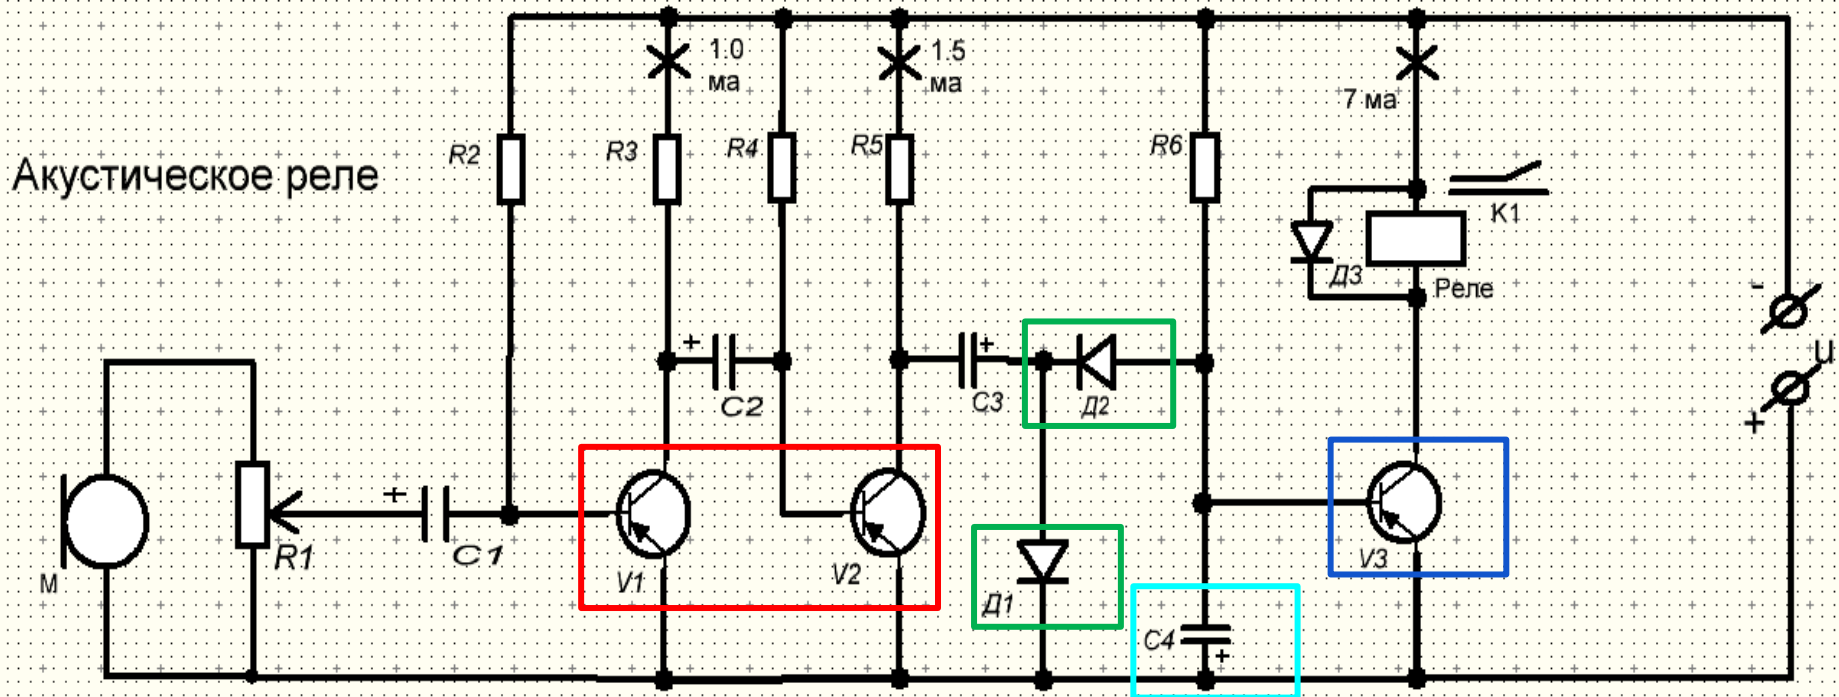 1.0
ма
1.5
ма
7 ма
R2
R3
R4
R5
R6
Акустическое реле
К1
Д3
Реле
-
u
+
+
C2
+
C3
Д2
+
C1
R1
М
V1
V2
Д1
C4
+
V3